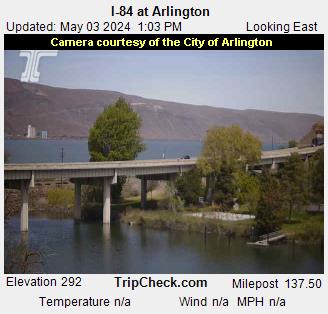 I-84 at Arlington
Updated: May 03 2024 1:03 PM Looking East
Camera courtesy of the City of Arlington
Elevation 292 TripCheck.com Milepost 137.50
Temperature n/a Wind n/a MPH n/a